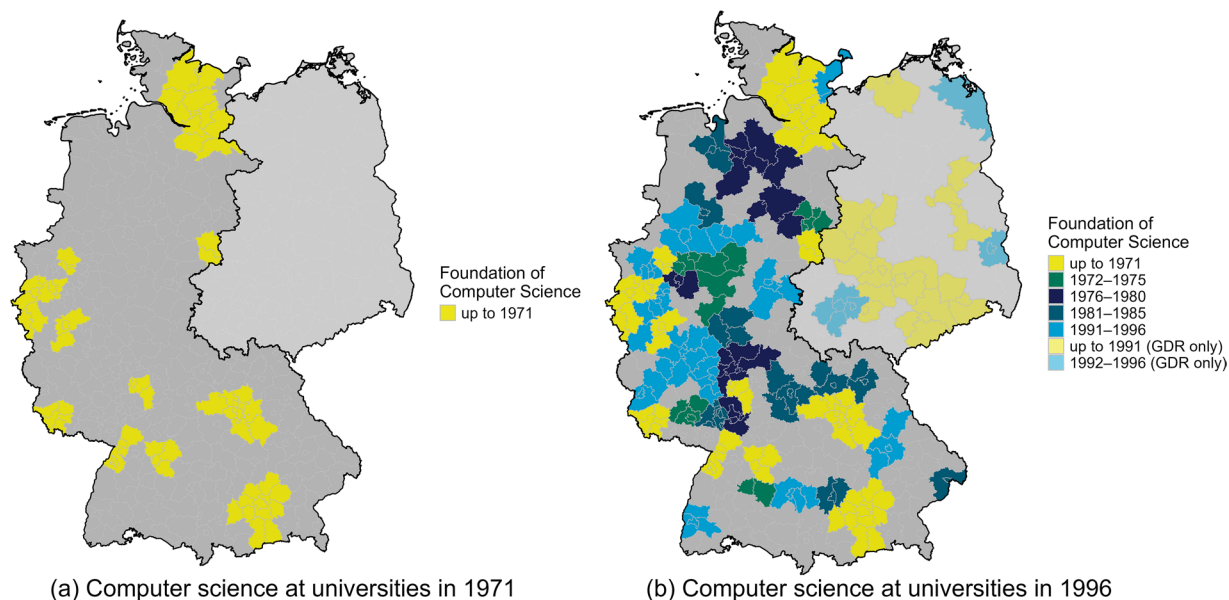 Foundation of
Computer Science
up to 1971
(a) Computer science at universities in 1971
Foundation of
Computer Science
up to 1971
1972–1975
1976–1980
1981–1985
1991–1996
up to 1991 (GDR only)
1992–1996 (GDR only)
(b) Computer science at universities in 1996